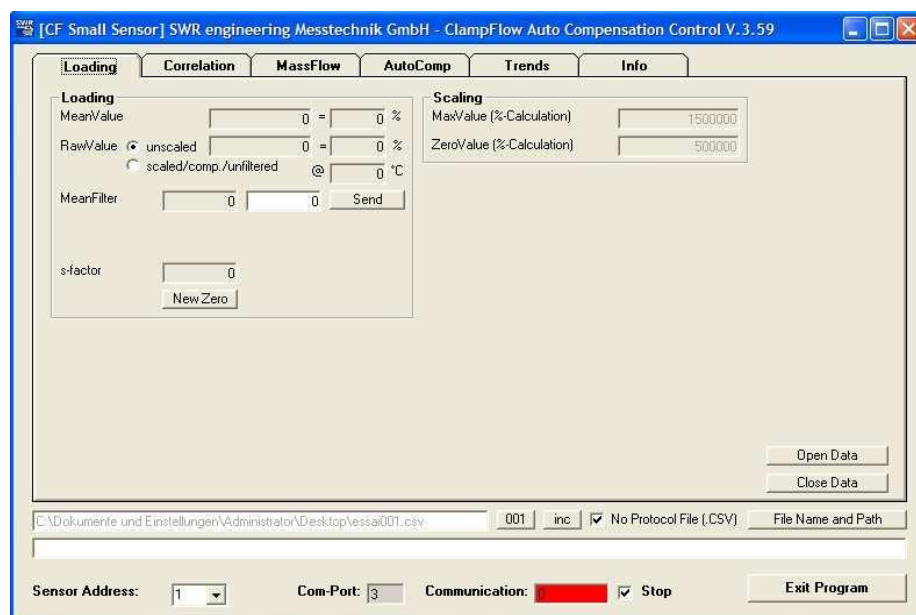 [CF Small Sensor] SWR engineering Messtechnik GmbH - ClampFlow Auto Compensation Control V.3.59
Loading Correlation MassFlow AutoComp Trends Info
Loading
MeanValue 0 = 0 %
RawValue unscaled 0 = 0 %
scaled/comp./unfiltered @ 0 °C
MeanFilter 0 0 Send
s-factor 0
New Zero
Scaling
MaxValue (%-Calculation) 1500000
ZeroValue (%-Calculation) 500000
Open Data
Close Data
C:\Dokumente und Einstellungen\Administrator\Desktop\essai001.csv 001 inc No Protocol File (.CSV) File Name and Path
Sensor Address: 1 Com-Port: 3 Communication: 0 Stop Exit Program